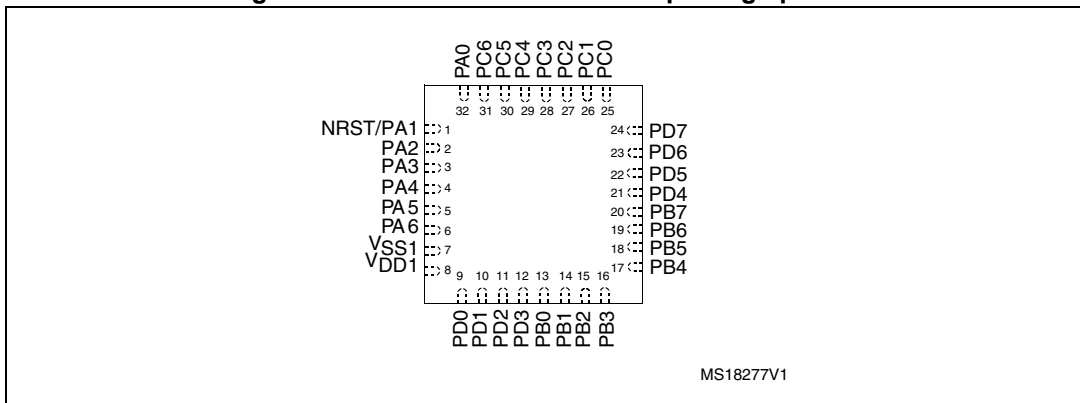 PA0 PC6 PC5 PC4 PC3 PC2 PC1 PC0
32 31 30 29 28 27 26 25
NRST/PA1 1 24 PD7
PA2 2 23 PD6
PA3 3 22 PD5
PA4 4 21 PD4
PA5 5 20 PB7
PA6 6 19 PB6
VSS1 7 18 PB5
VDD1 8 17 PB4
9 10 11 12 13 14 15 16
PD0 PD1 PD2 PD3 PB0 PB1 PB2 PB3
MS18277V1